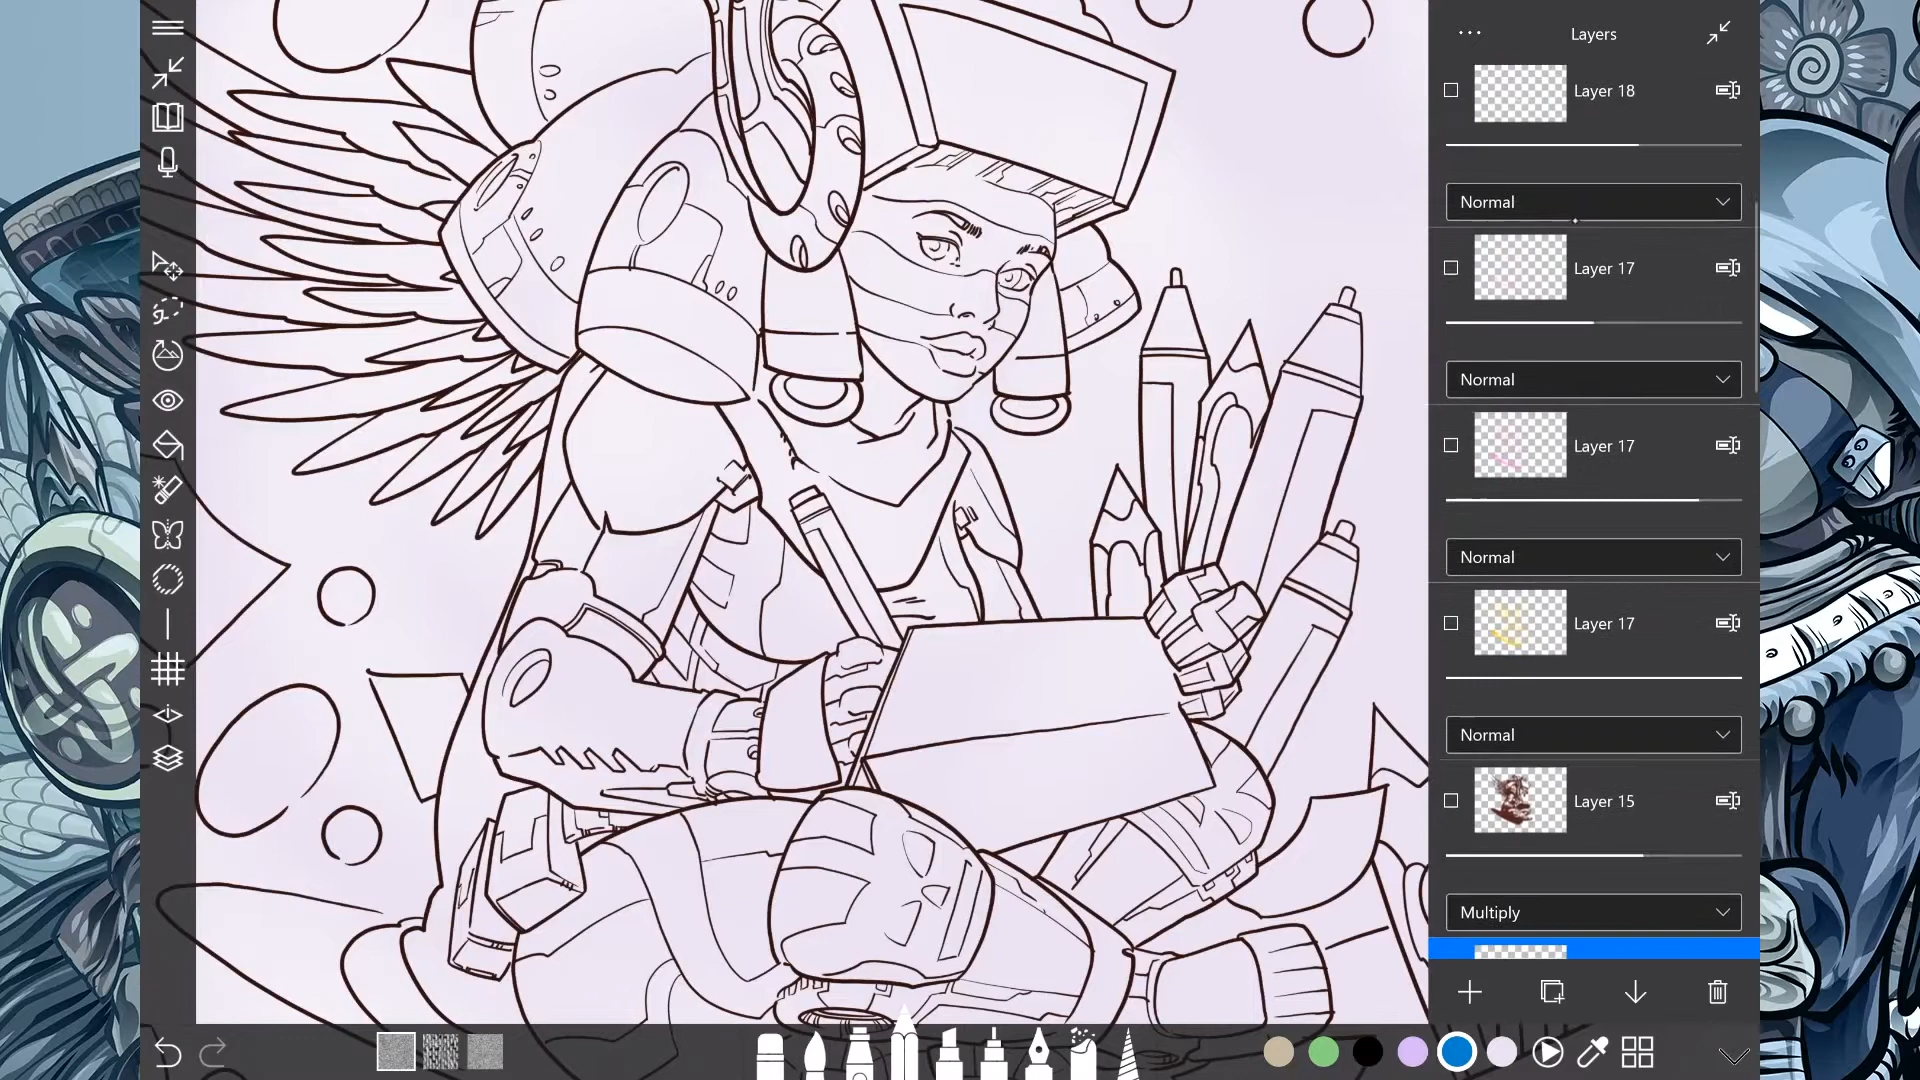 Layers
Layer 18
Normal
Layer 17
Normal
Layer 17
Normal
Layer 17
Normal
Layer 15
Multiply